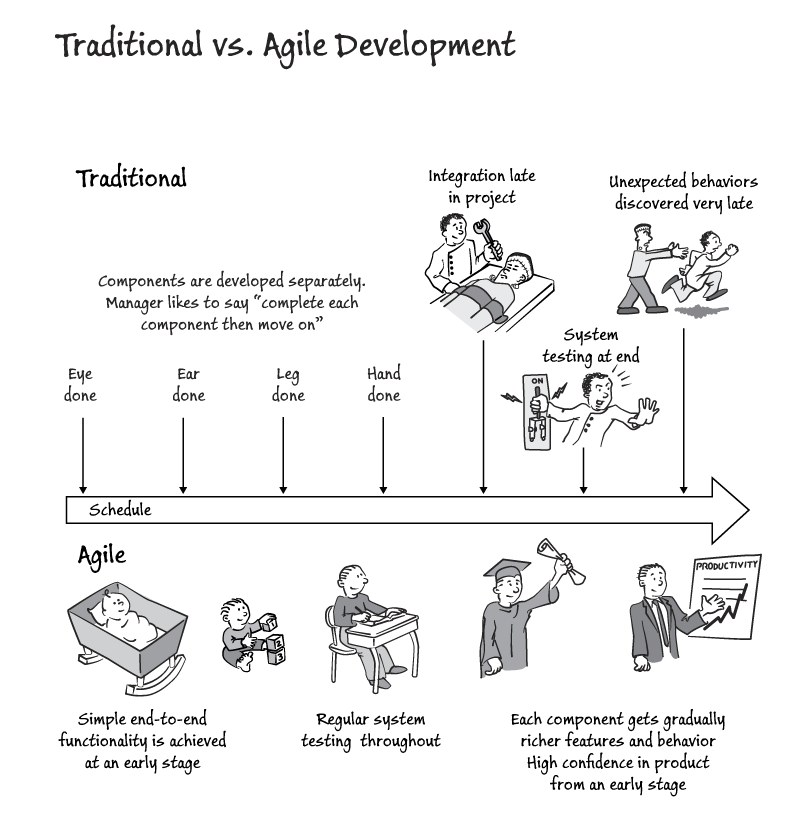 Traditional vs. Agile Development
Traditional
Integration late
in project
Unexpected behaviors
discovered very late
Components are developed separately.
Manager likes to say “complete each
component then move on”
System
testing at end
Eye
done
Ear
done
Leg
done
Hand
done
ON
Schedule
Agile
PRODUCTIVITY
1
2
3
Simple end-to-end
functionality is achieved
at an early stage
Regular system
testing throughout
Each component gets gradually
richer features and behavior
High confidence in product
from an early stage